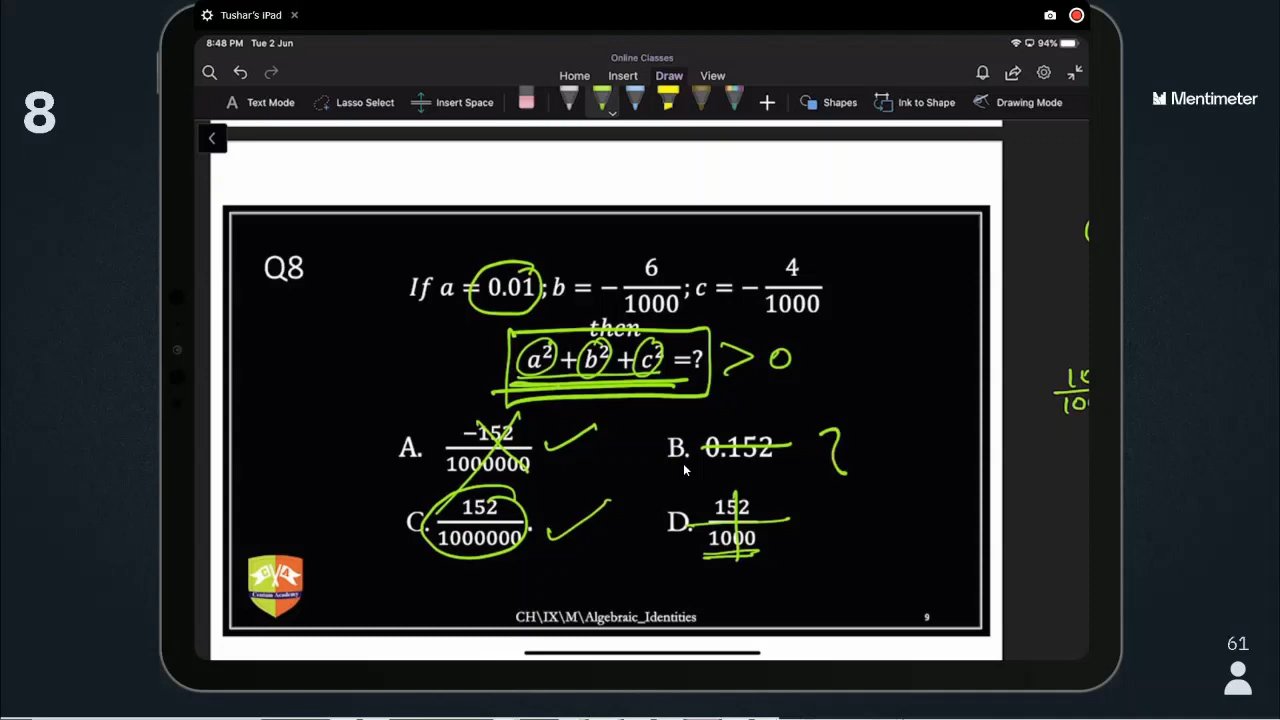 Tushar's iPad ×
8:48 PM Tue 2 Jun
94%
Online Classes
Home Insert Draw View
Text Mode Lasso Select Insert Space Shapes Ink to Shape Drawing Mode
8
Mentimeter
Q8
If a = 0.01; b = − 6/1000; c = − 4/1000
then
a² + b² + c² =? > 0
A. −152/1000000
B. 0.152
C. 152/1000000.
D. 152/1000
Centum Academy
CH\IX\M\Algebraic_Identities
9
61